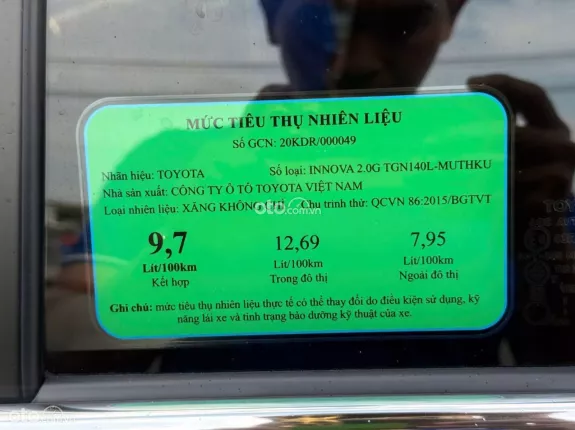 MỨC TIÊU THỤ NHIÊN LIỆU
Số GCN: 20KDR/000049
Nhãn hiệu: TOYOTA Số loại: INNOVA 2.0G TGN140L-MUTHKU
Nhà sản xuất: CÔNG TY Ô TÔ TOYOTA VIỆT NAM
Loại nhiên liệu: XĂNG KHÔNG CHÌ Chu trình thử: QCVN 86:2015/BGTVT
oto.com.vn
9,7 12,69 7,95
Lít/100km Lít/100km Lít/100km
Kết hợp Trong đô thị Ngoài đô thị
Ghi chú: mức tiêu thụ nhiên liệu thực tế có thể thay đổi do điều kiện sử dụng, kỹ
năng lái xe và tình trạng bảo dưỡng kỹ thuật của xe.